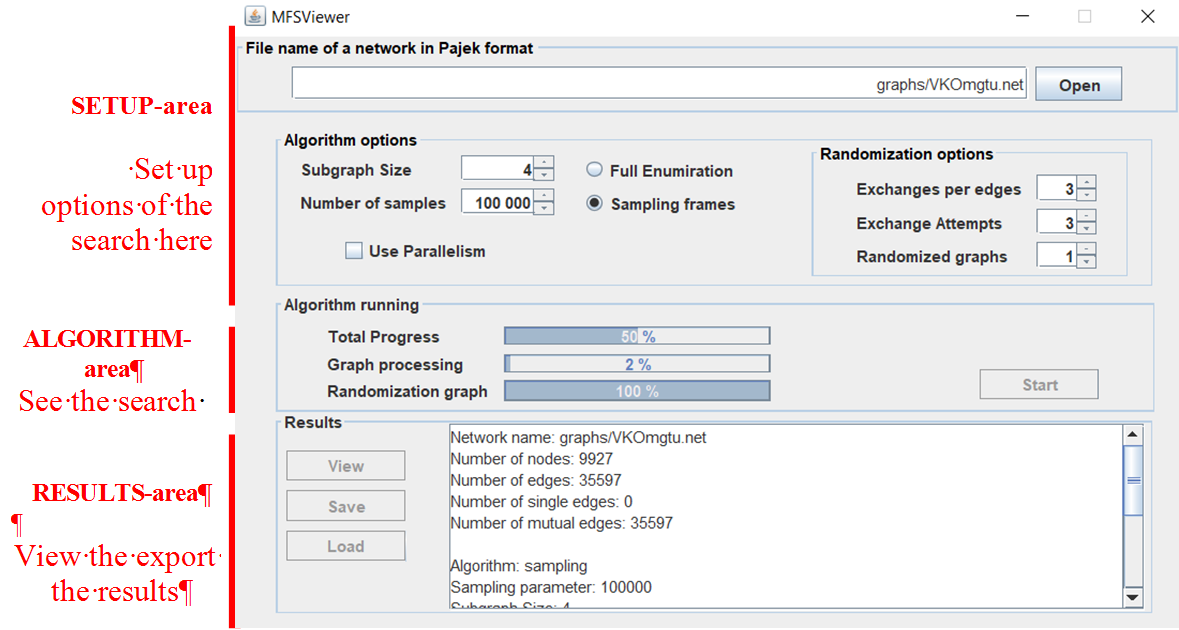 MFSViewer
File name of a network in Pajek format
graphs/VKOmgtu.net
Open
SETUP-area
·Set·up
options·of·the
search·here
Algorithm options
Subgraph Size
4
Full Enumiration
Number of samples
100 000
Sampling frames
Use Parallelism
Randomization options
Exchanges per edges
3
Exchange Attempts
3
Randomized graphs
1
ALGORITHM-
area¶
See·the·search·
Algorithm running
Total Progress
50 %
Graph processing
2 %
Randomization graph
100 %
Start
RESULTS-area¶
¶
View·the·export·
the·results¶
Results
View
Save
Load
Network name: graphs/VKOmgtu.net
Number of nodes: 9927
Number of edges: 35597
Number of single edges: 0
Number of mutual edges: 35597
Algorithm: sampling
Sampling parameter: 100000
Subgraph Size: 4